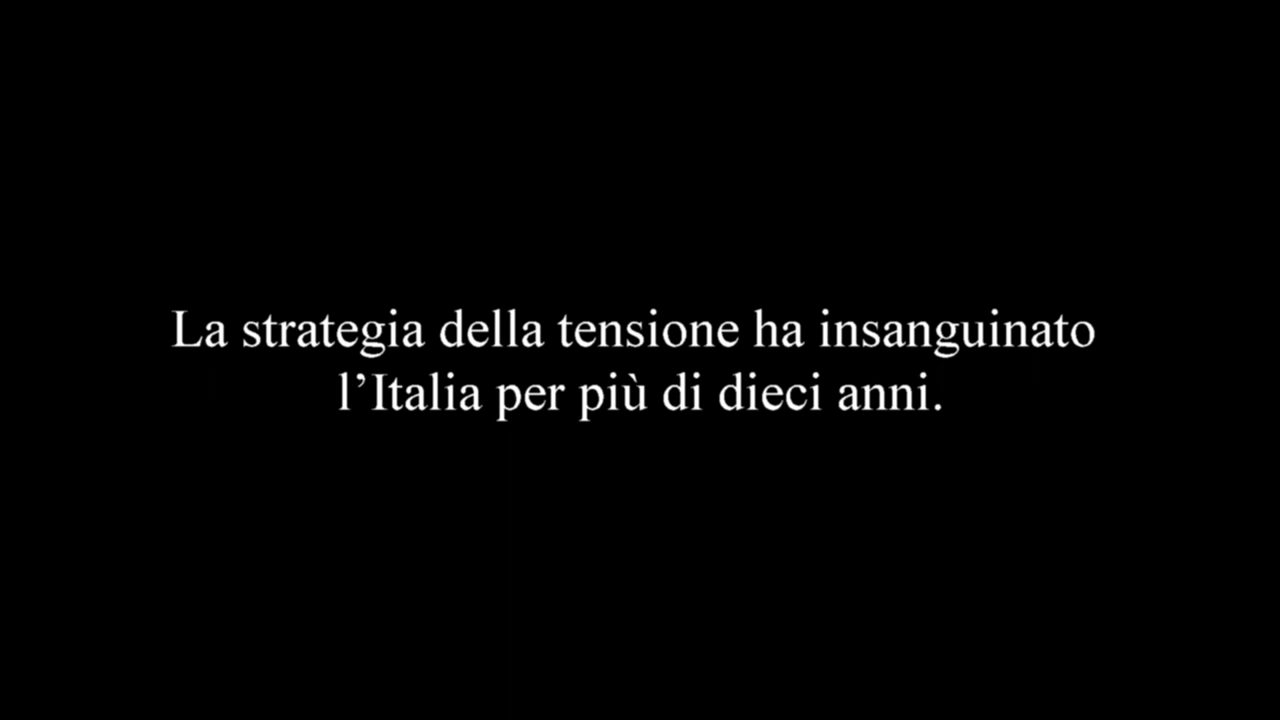 La strategia della tensione ha insanguinato
l’Italia per più di dieci anni.